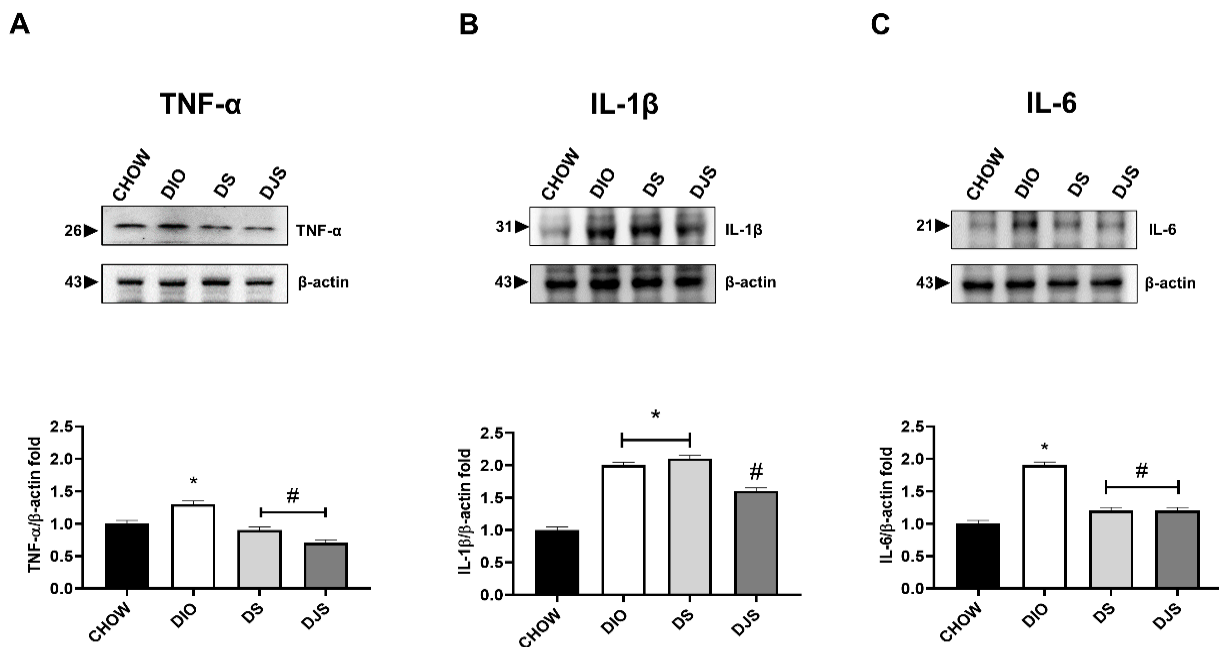 A
B
C
TNF-α
IL-1β
IL-6
CHOW DIO DS DJS
CHOW DIO DS DJS
CHOW DIO DS DJS
26 TNF-α
31 IL-1β
21 IL-6
43 β-actin
43 β-actin
43 β-actin
TNF-α/β-actin fold
2.5
2.0
1.5
1.0
0.5
0.0
*
#
CHOW DIO DS DJS
IL-1β/β-actin fold
2.5
2.0
1.5
1.0
0.5
0.0
*
#
CHOW DIO DS DJS
IL-6/β-actin fold
2.5
2.0
1.5
1.0
0.5
0.0
*
#
CHOW DIO DS DJS